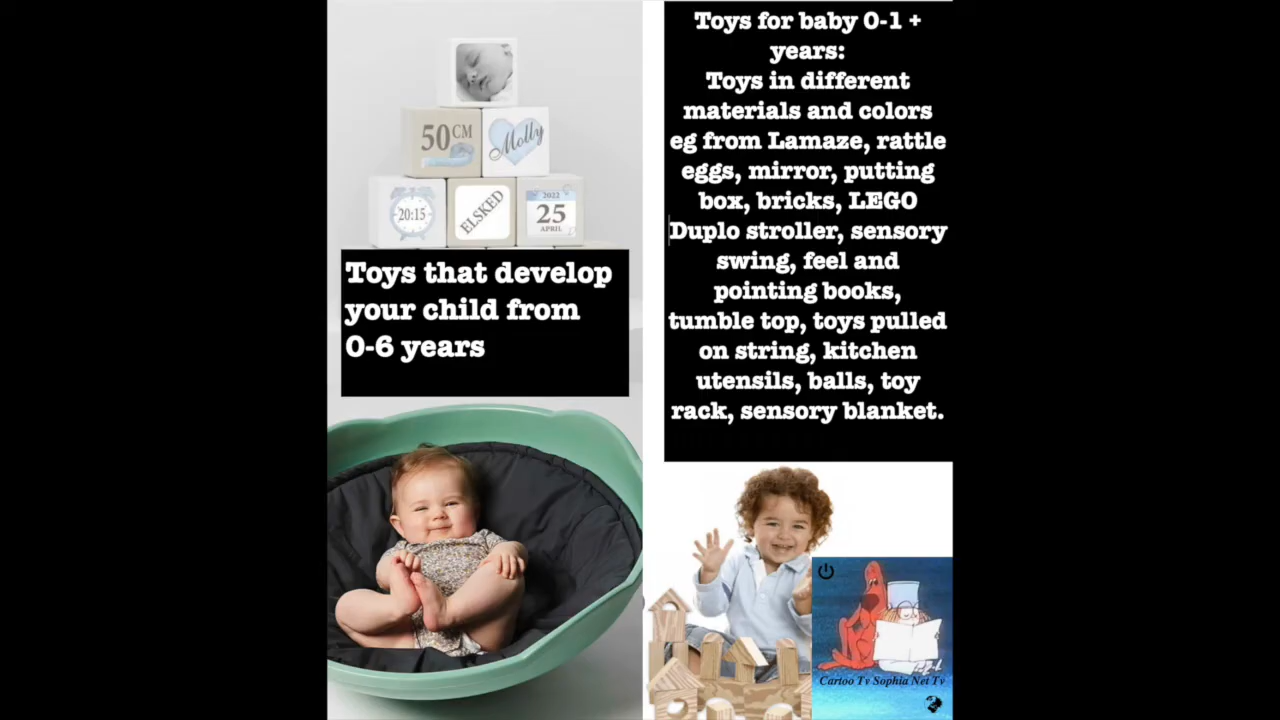 50CM
Molly
20:15
ELSKED
2022
25
APRIL
Toys that develop
your child from
0-6 years
Toys for baby 0-1 +
years:
Toys in different
materials and colors
eg from Lamaze, rattle
eggs, mirror, putting
box, bricks, LEGO
Duplo stroller, sensory
swing, feel and
pointing books,
tumble top, toys pulled
on string, kitchen
utensils, balls, toy
rack, sensory blanket.
Cartoo Tv Sophia Net Tv